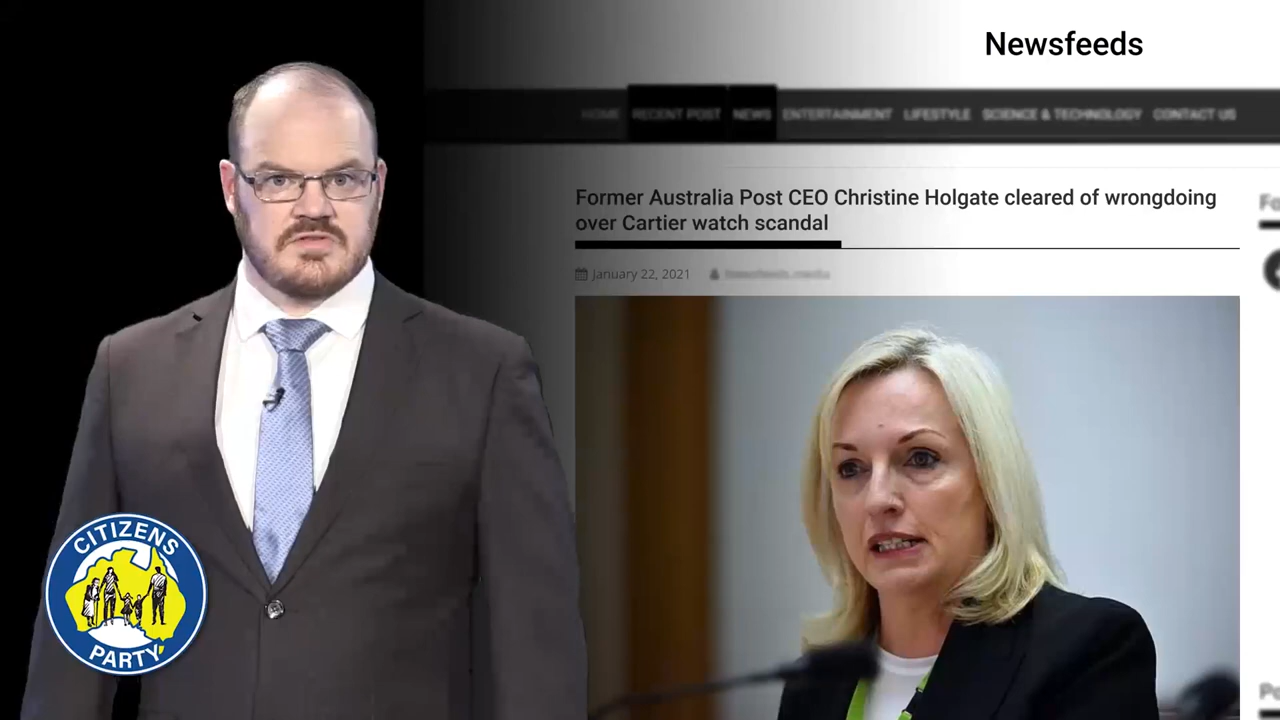 Newsfeeds
HOME RECENT POST NEWS ENTERTAINMENT LIFESTYLE SCIENCE & TECHNOLOGY CONTACT US
Former Australia Post CEO Christine Holgate cleared of wrongdoing
over Cartier watch scandal
January 22, 2021
CITIZENS
PARTY